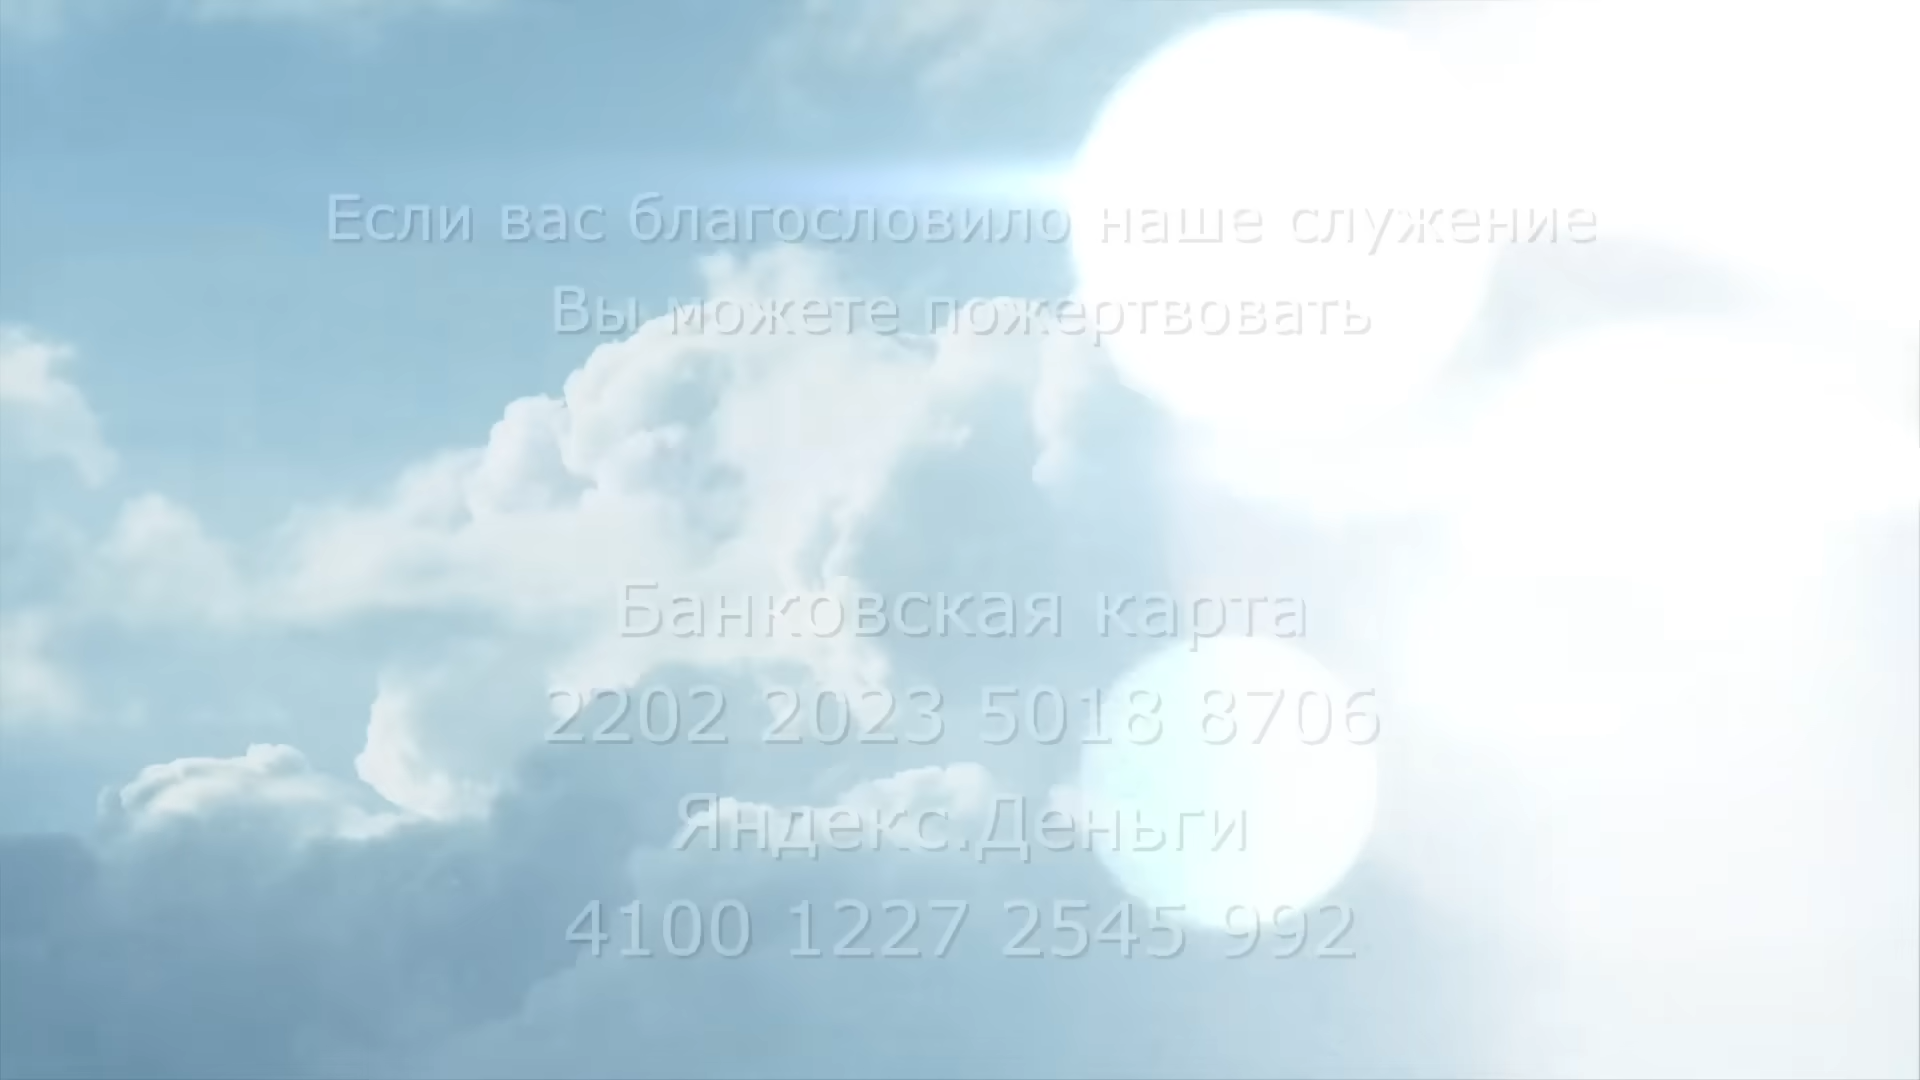 Если вас благословило наше служение
Вы можете пожертвовать
Банковская карта
2202 2023 5018 8706
Яндекс.Деньги
4100 1227 2545 992